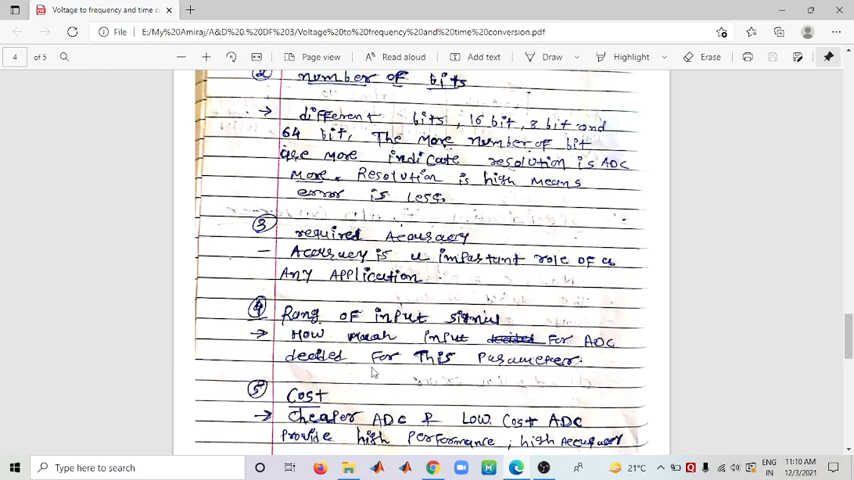 Voltage to frequency and time c
E:/My%20Amiraj/A&D%20.%20DF%203/Voltage%20to%20frequency%20and%20time%20conversion.pdf
4 of 5
Page view
Read aloud
Add text
Draw
Highlight
Erase
② number of bits
→ different bits, 16 bit, 8 bit and
64 bit. The more number of bit
are more indicate resolution is ADC
more. Resolution is high means
error is less.
③ required Accuracy
– Accuracy is a important role of a
Any Application
④ Rang of input signal
→ How much input for ADC
decided for This Parameter.
⑤ Cost
→ Cheaper ADC & Low Cost ADC
Provide high performance, high Accuracy
Type here to search
21°C
ENG
IN
11:10 AM
12/3/2021